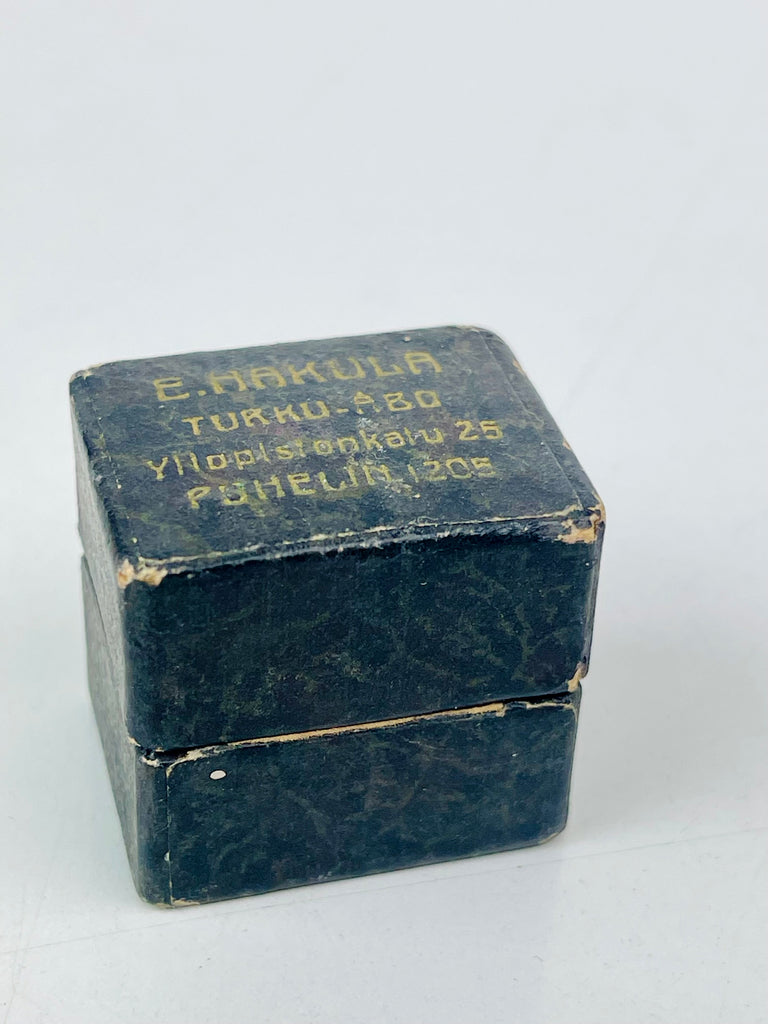 E. HAKULA
TURKU-ÅBO
Yliopistonkatu 25
PUHELIN 1205